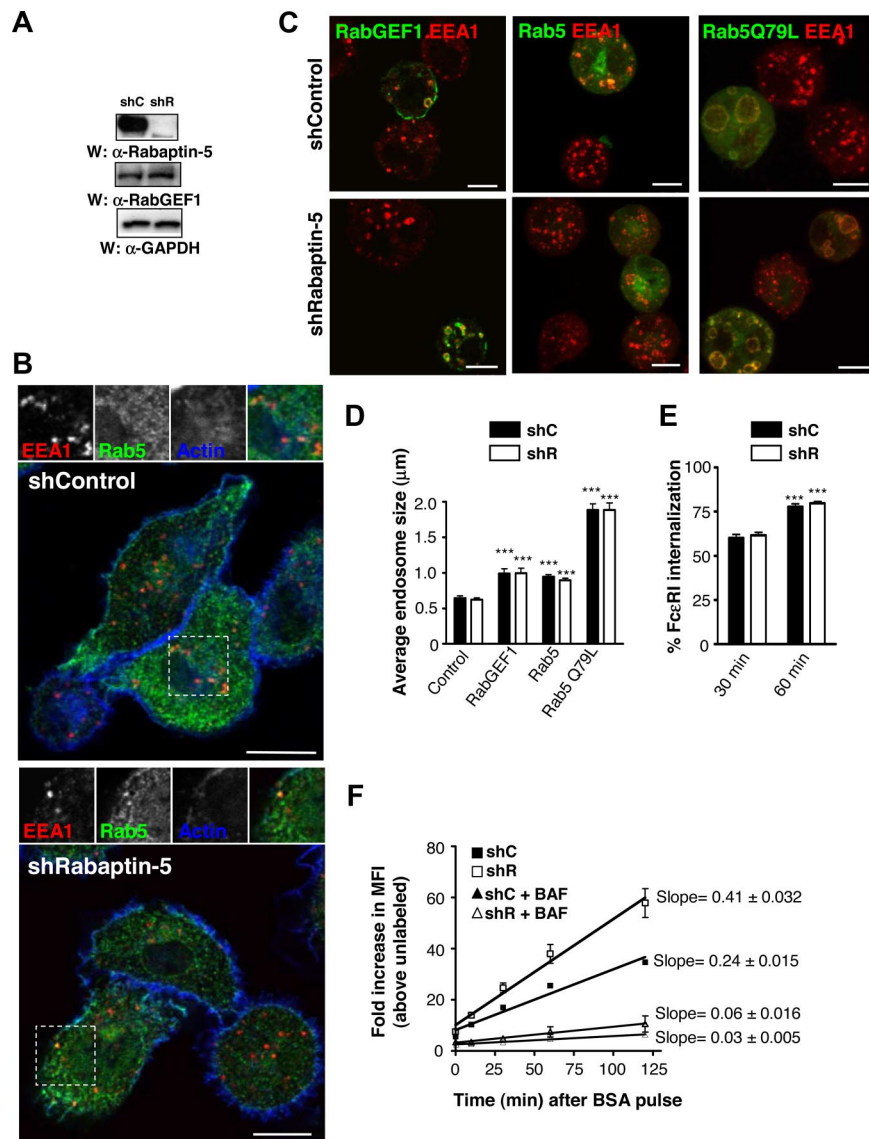 A
shC shR
W: α-Rabaptin-5
W: α-RabGEF1
W: α-GAPDH
B
EEA1 Rab5 Actin
shControl
EEA1 Rab5 Actin
shRabaptin-5
C
RabGEF1 EEA1
Rab5 EEA1
Rab5Q79L EEA1
shControl
shRabaptin-5
D
shC
shR
Average endosome size (μm)
2.0
1.5
1.0
0.5
0
*** *** *** *** *** ***
Control
RabGEF1
Rab5
Rab5 Q79L
E
shC
shR
% FcεRI internalization
100
75
50
25
0
*** ***
30 min
60 min
F
shC
shR
shC + BAF
shR + BAF
Fold increase in MFI
(above unlabeled)
80
60
40
20
0
0 25 50 75 100 125
Time (min) after BSA pulse
Slope= 0.41 ± 0.032
Slope= 0.24 ± 0.015
Slope= 0.06 ± 0.016
Slope= 0.03 ± 0.005